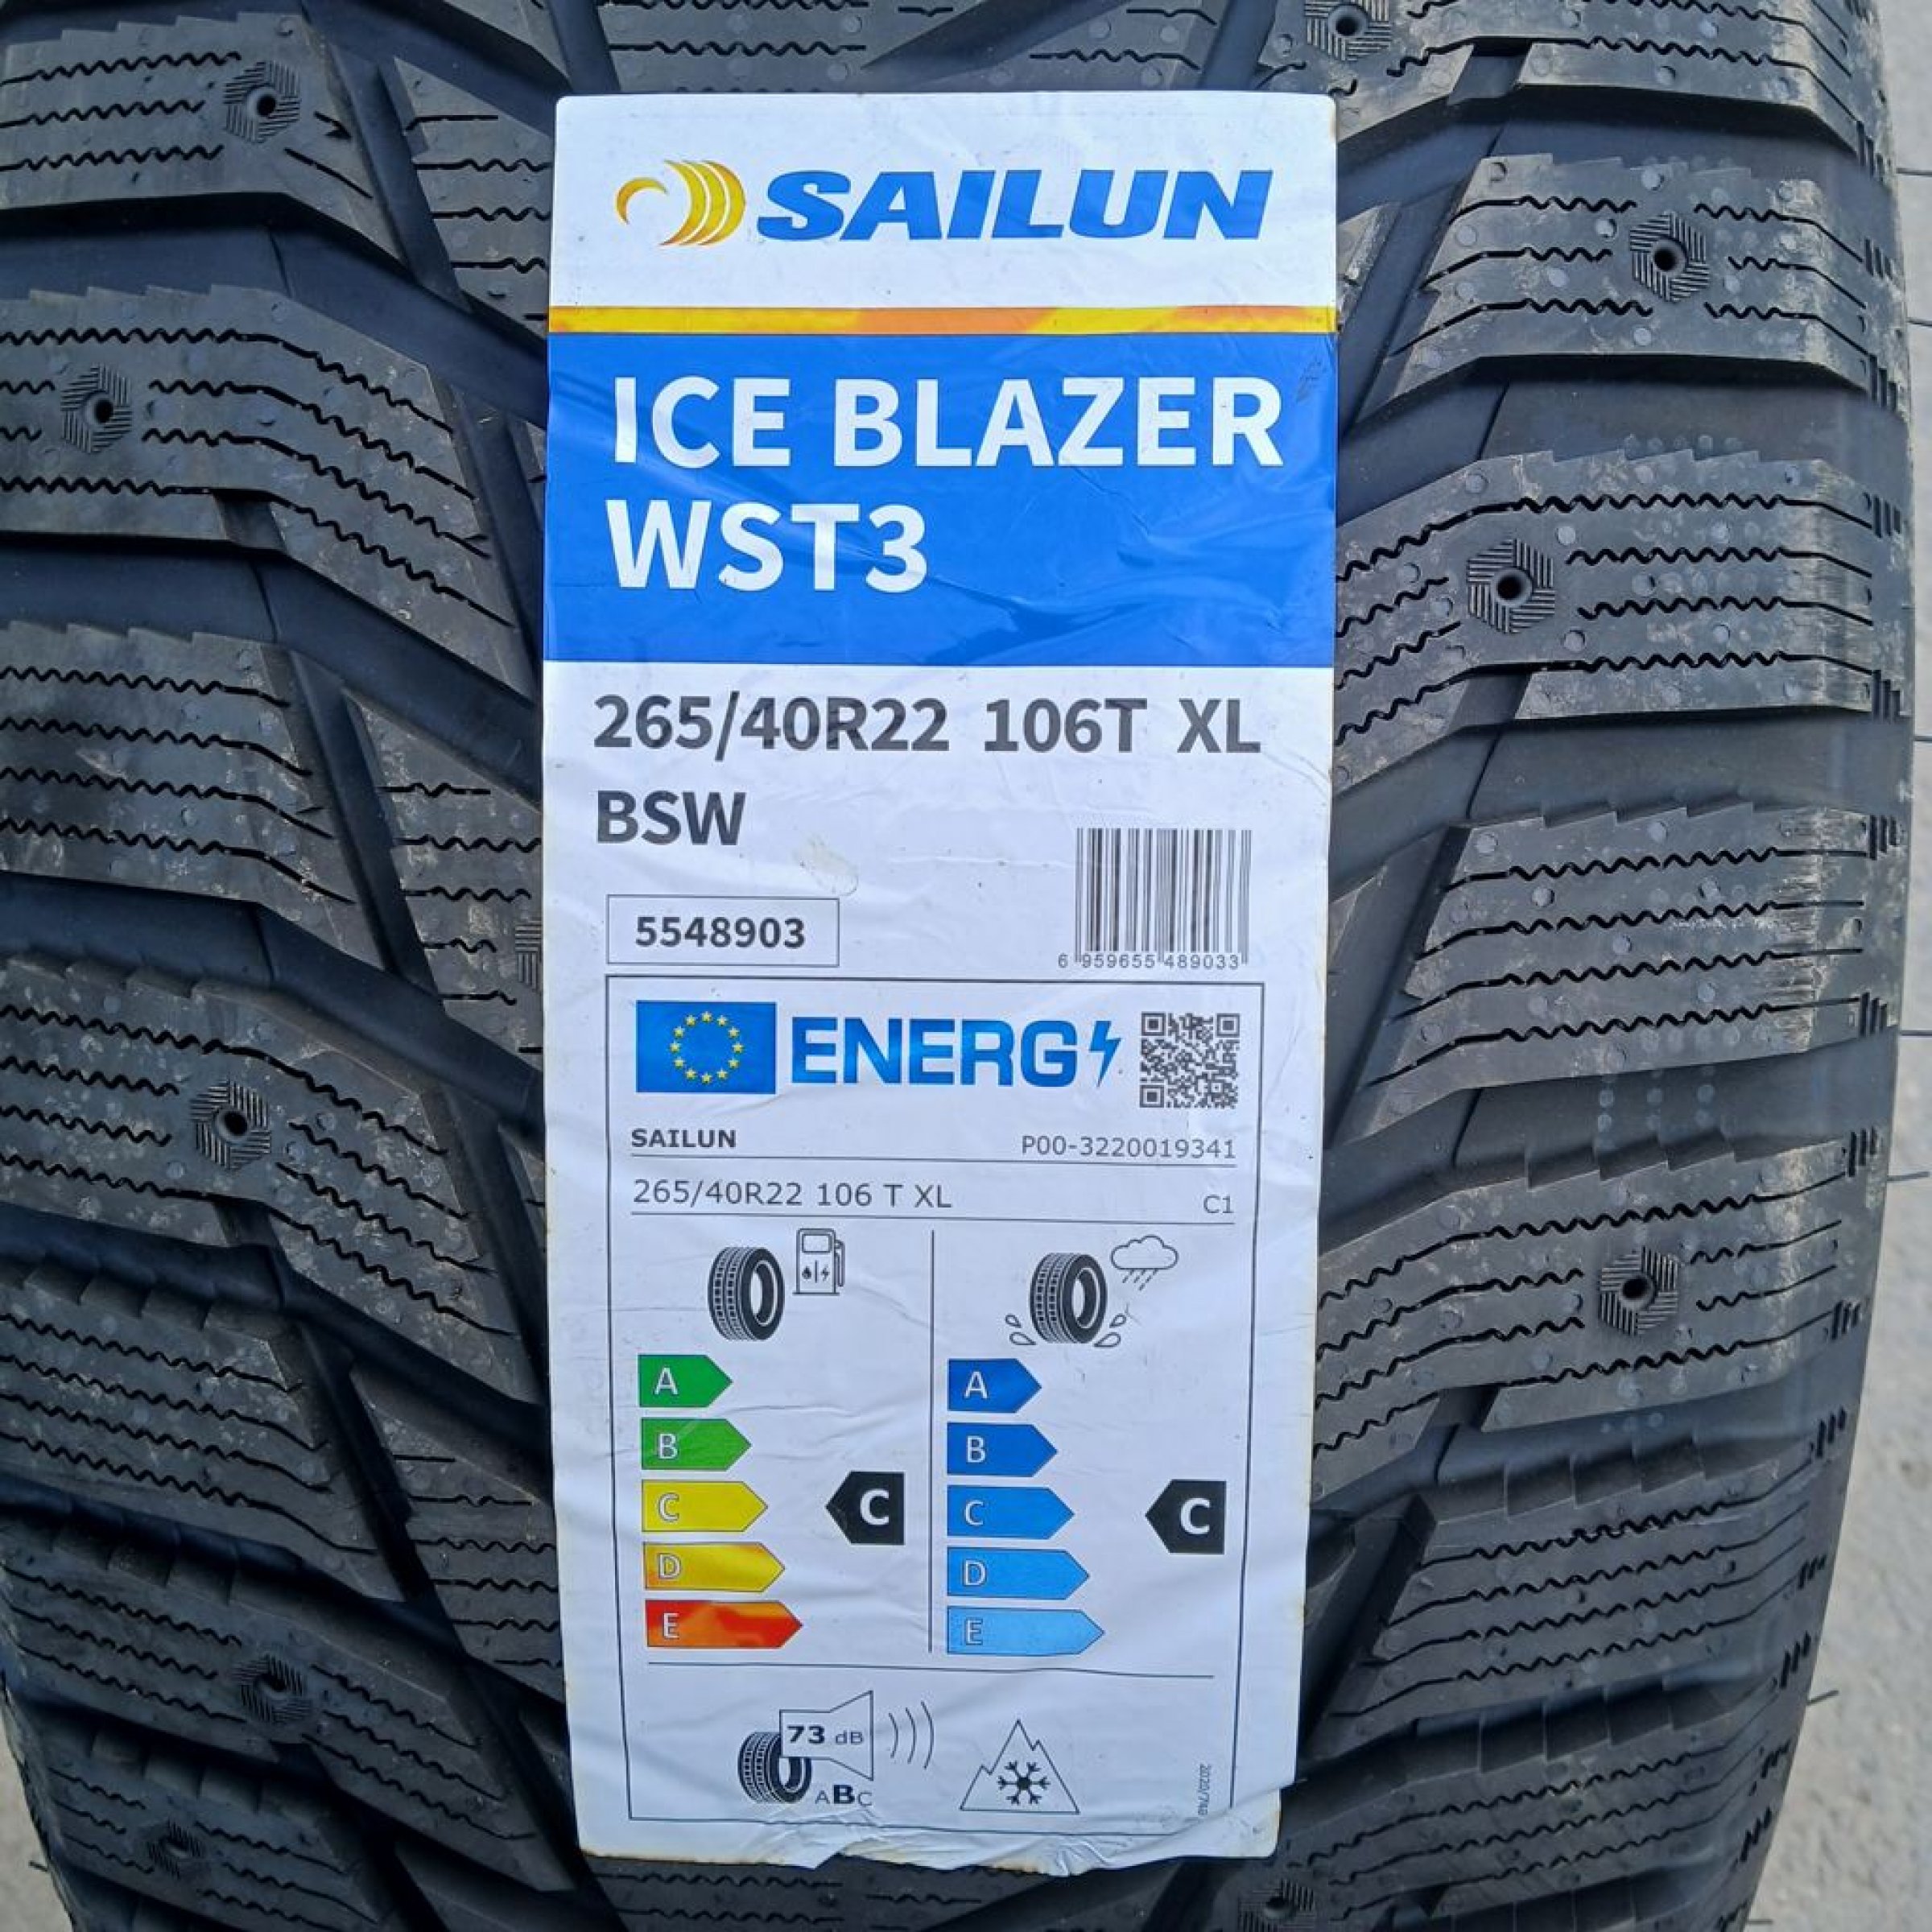 SAILUN
ICE BLAZER
WST3
265/40R22 106T XL
BSW
5548903
6 959655 489033
ENERG
SAILUN P00-3220019341
265/40R22 106 T XL C1
A A
B B
C C C C
D D
E E
73 dB
ABC